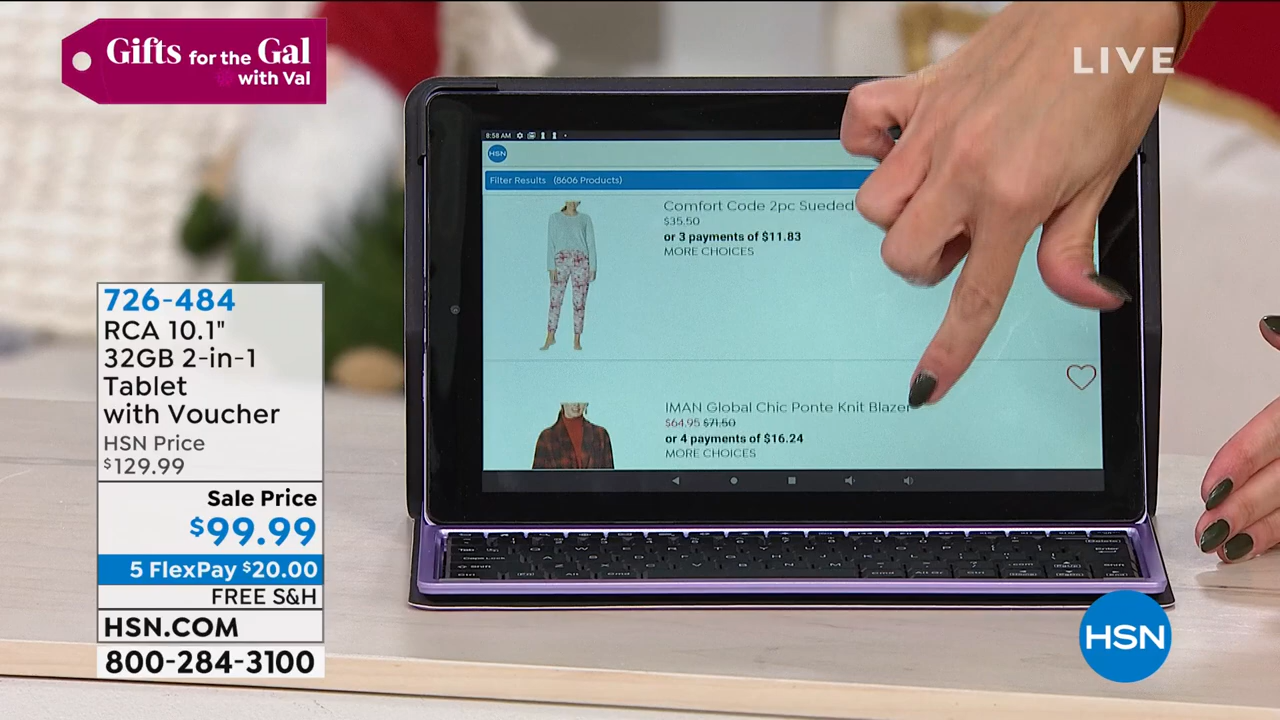 Gifts for the Gal
with Val
LIVE
8:58 AM
HSN
Filter Results (8606 Products)
Comfort Code 2pc Sueded
$35.50
or 3 payments of $11.83
MORE CHOICES
IMAN Global Chic Ponte Knit Blazer
$64.95 $71.50
or 4 payments of $16.24
MORE CHOICES
726-484
RCA 10.1"
32GB 2-in-1
Tablet
with Voucher
HSN Price
$129.99
Sale Price
$99.99
5 FlexPay $20.00
FREE S&H
HSN.COM
800-284-3100
HSN